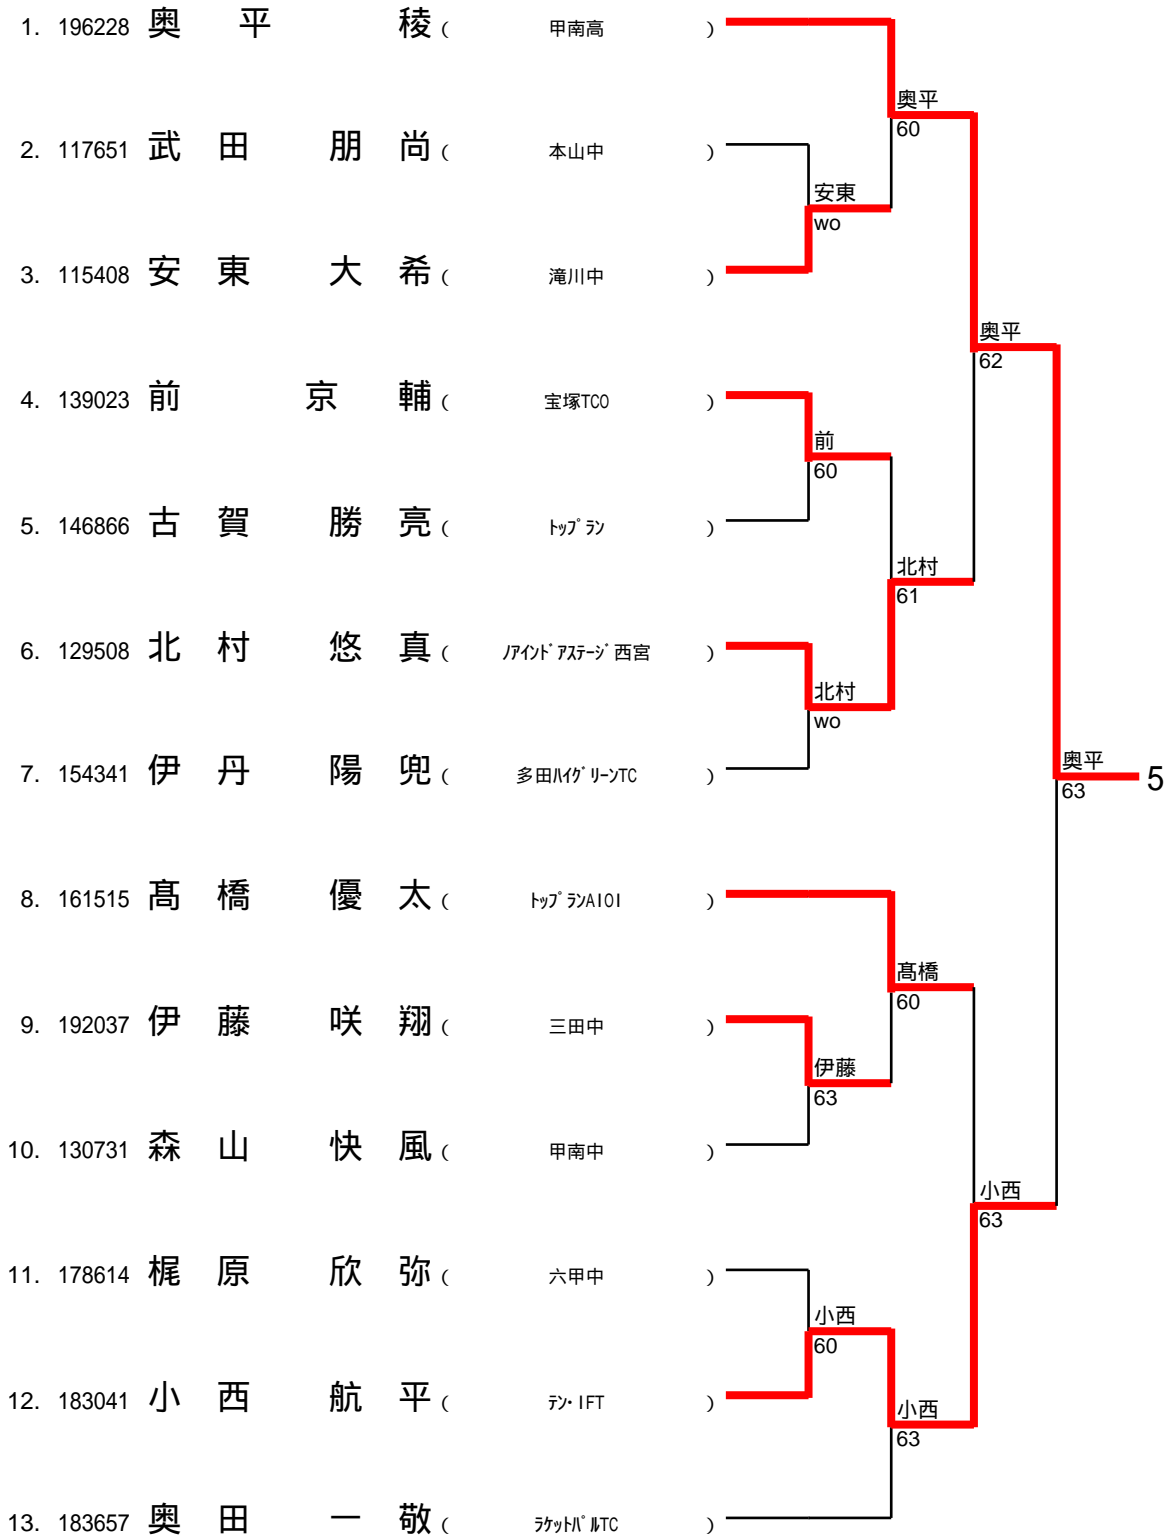 1. 196228 奥 平 稜 ( 甲南高 )
奥平
60
2. 117651 武 田 朋 尚 ( 本山中 )
安東
wo
3. 115408 安 東 大 希 ( 滝川中 )
奥平
62
4. 139023 前 京 輔 ( 宝塚TCO )
前
60
5. 146866 古 賀 勝 亮 ( ﾄｯﾌﾟﾗﾝ )
北村
61
6. 129508 北 村 悠 真 ( ﾉｱｲﾝﾄﾞｱｽﾃｰｼﾞ西宮 )
北村
wo
7. 154341 伊 丹 陽 兜 ( 多田ﾊｲｸﾞﾘｰﾝTC )
奥平
63
5
8. 161515 髙 橋 優 太 ( ﾄｯﾌﾟﾗﾝAIOI )
髙橋
60
9. 192037 伊 藤 咲 翔 ( 三田中 )
伊藤
63
10. 130731 森 山 快 風 ( 甲南中 )
小西
63
11. 178614 梶 原 欣 弥 ( 六甲中 )
小西
60
12. 183041 小 西 航 平 ( ﾃﾝ･IFT )
小西
63
13. 183657 奥 田 一 敬 ( ﾗｹｯﾄﾊﾟﾙTC )